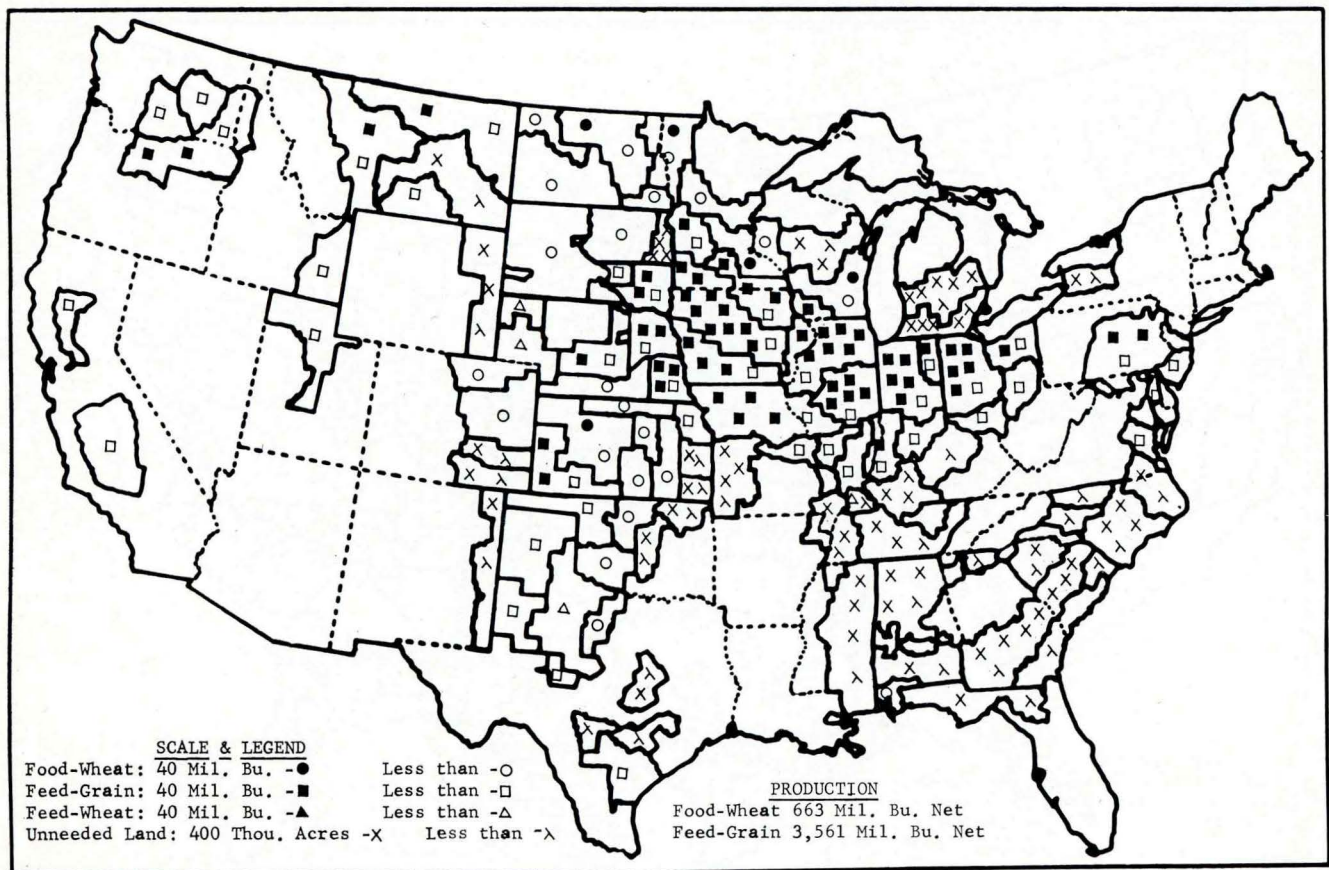 SCALE & LEGEND
Food-Wheat: 40 Mil. Bu. -● Less than -○
Feed-Grain: 40 Mil. Bu. -■ Less than -□
Feed-Wheat: 40 Mil. Bu. -▲ Less than -△
Unneeded Land: 400 Thou. Acres -X Less than -λ
PRODUCTION
Food-Wheat 663 Mil. Bu. Net
Feed-Grain 3,561 Mil. Bu. Net